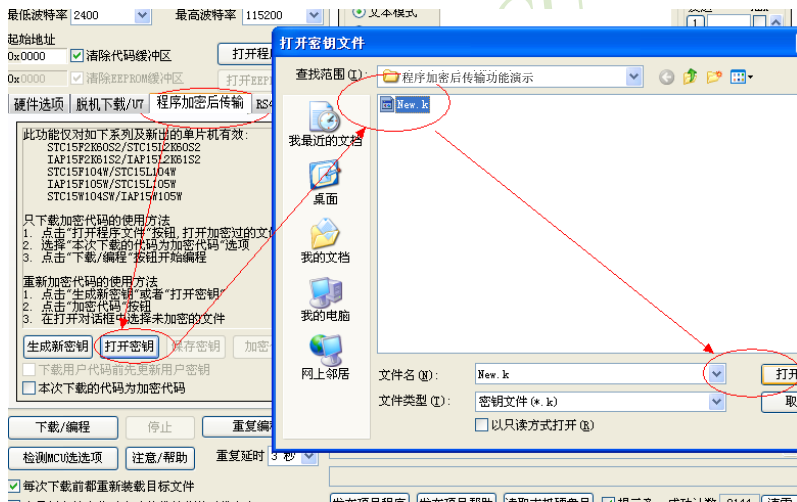 最低波特率 2400 最高波特率 115200
文本模式
起始地址
0x0000 清除代码缓冲区 打开程
0x0000 清除EEPROM缓冲区 打开EEP
硬件选项 脱机下载/U7 程序加密后传输 RS4
此功能仅对如下系列及新出的单片机有效:
STC15F2K60S2/STC15L2K60S2
IAP15F2K61S2/IAP15L2K61S2
STC15F104W/STC15L104W
IAP15F105W/STC15L105W
STC15W104SW/IAP15W105W
只下载加密代码的使用方法
1. 点击"打开程序文件"按钮,打开加密过的文
2. 选择"本次下载的代码为加密代码"选项
3. 点击"下载/编程"按钮开始编程
重新加密代码的使用方法
1. 点击"生成新密钥"或者"打开密钥"
2. 点击"加密代码"按钮
3. 在打开对话框中选择未加密的文件
生成新密钥 打开密钥 保存密钥 加密
下载用户代码前先更新用户密钥
本次下载的代码为加密代码
下载/编程 停止 重复编
检测MCU选选项 注意/帮助 重复延时 3 秒
每次下载前都重新装载目标文件
打开密钥文件
查找范围(I): 程序加密后传输功能演示
New.k
我最近的文档
桌面
我的文档
我的电脑
网上邻居
文件名(N): New.k 打开
文件类型(T): 密钥文件(*.k) 取
以只读方式打开(R)